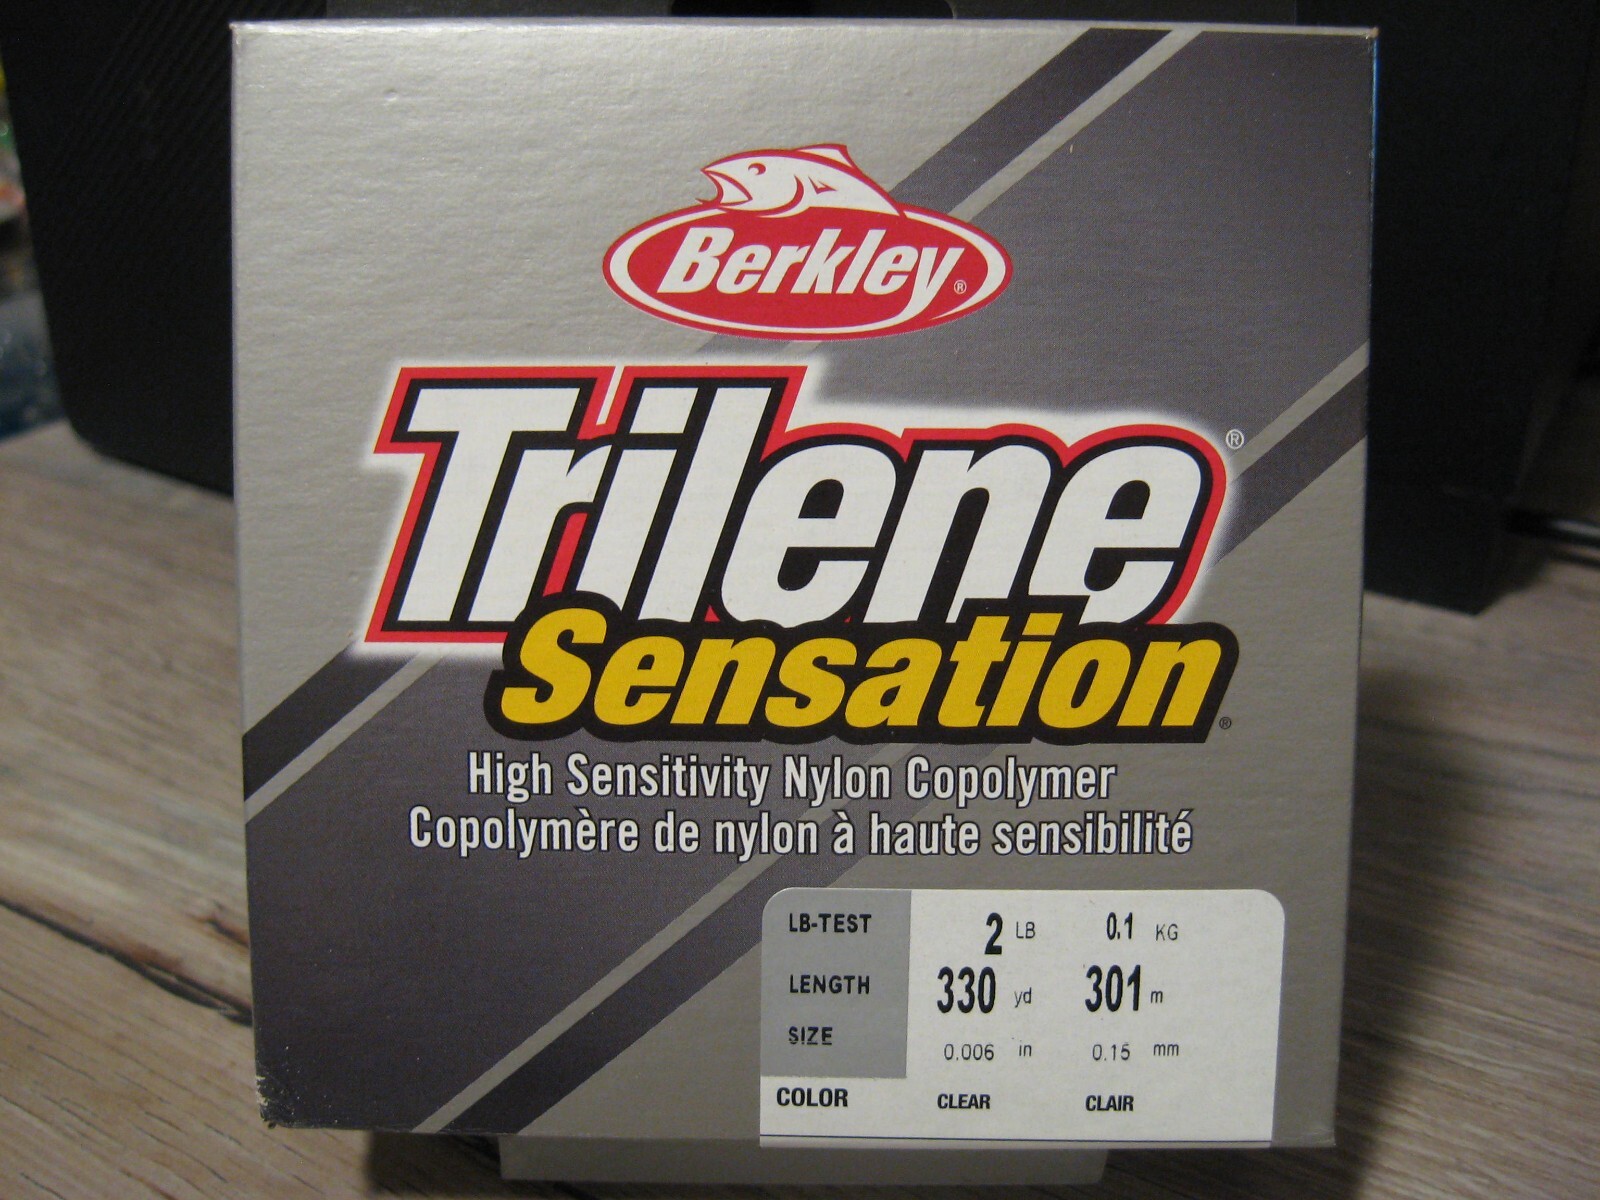 Berkley®
Trilene®
Sensation®
High Sensitivity Nylon Copolymer
Copolymère de nylon à haute sensibilité
LB-TEST 2 LB 0.1 KG
LENGTH 330 yd 301 m
SIZE 0.006 in 0.15 mm
COLOR CLEAR CLAIR